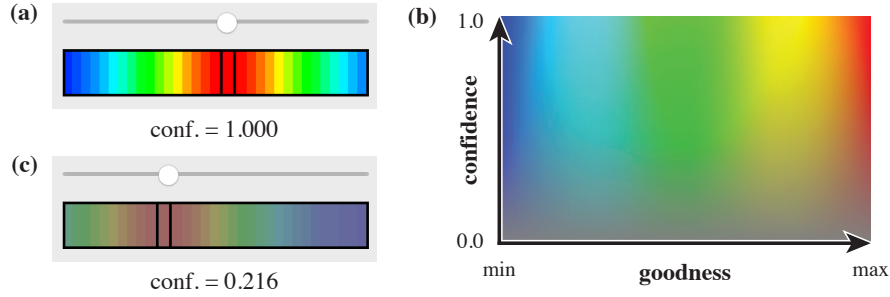 (a)
conf. = 1.000
(c)
conf. = 0.216
(b)
1.0
confidence
0.0
min
goodness
max